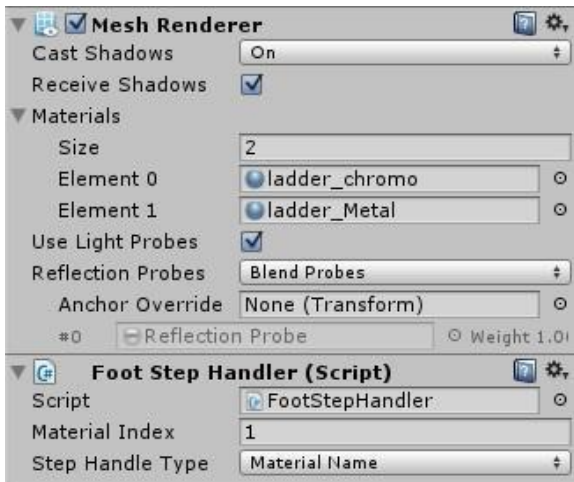 Mesh Renderer
Cast Shadows On
Receive Shadows
Materials
Size 2
Element 0 ladder_chromo
Element 1 ladder_Metal
Use Light Probes
Reflection Probes Blend Probes
Anchor Override None (Transform)
#0 Reflection Probe Weight 1.0
Foot Step Handler (Script)
Script FootStepHandler
Material Index 1
Step Handle Type Material Name